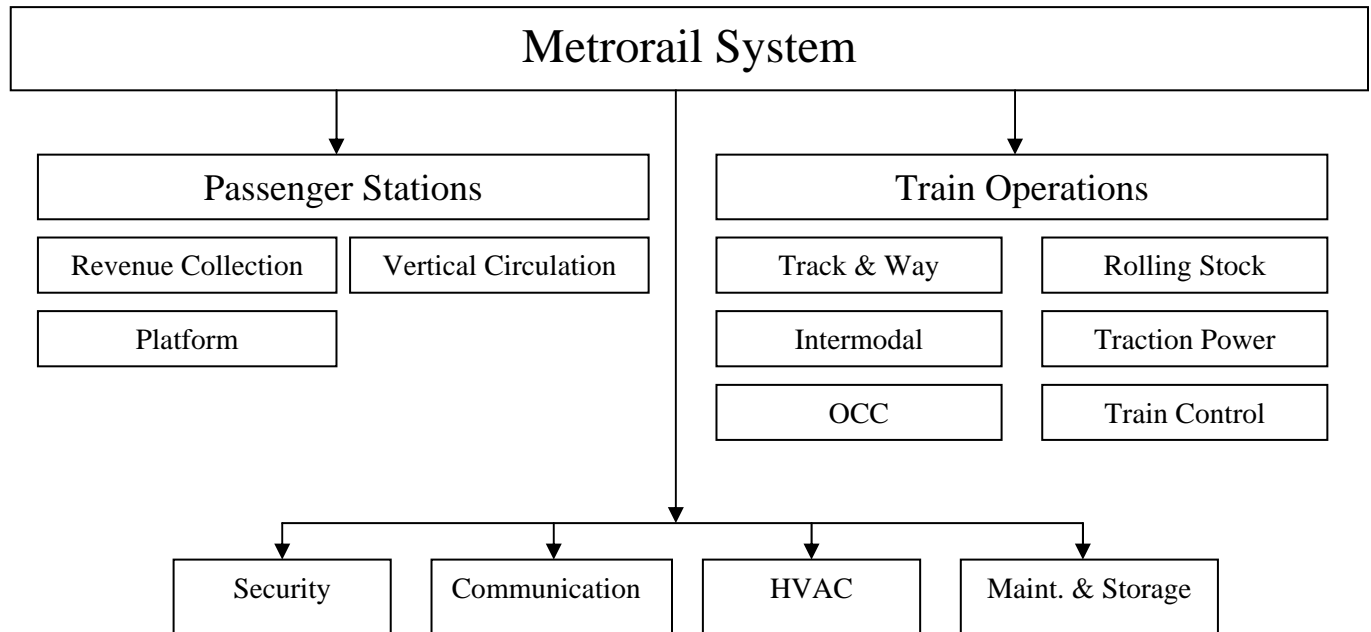 Metrorail System
Passenger Stations
Train Operations
Revenue Collection
Vertical Circulation
Track & Way
Rolling Stock
Platform
Intermodal
Traction Power
OCC
Train Control
Security
Communication
HVAC
Maint. & Storage